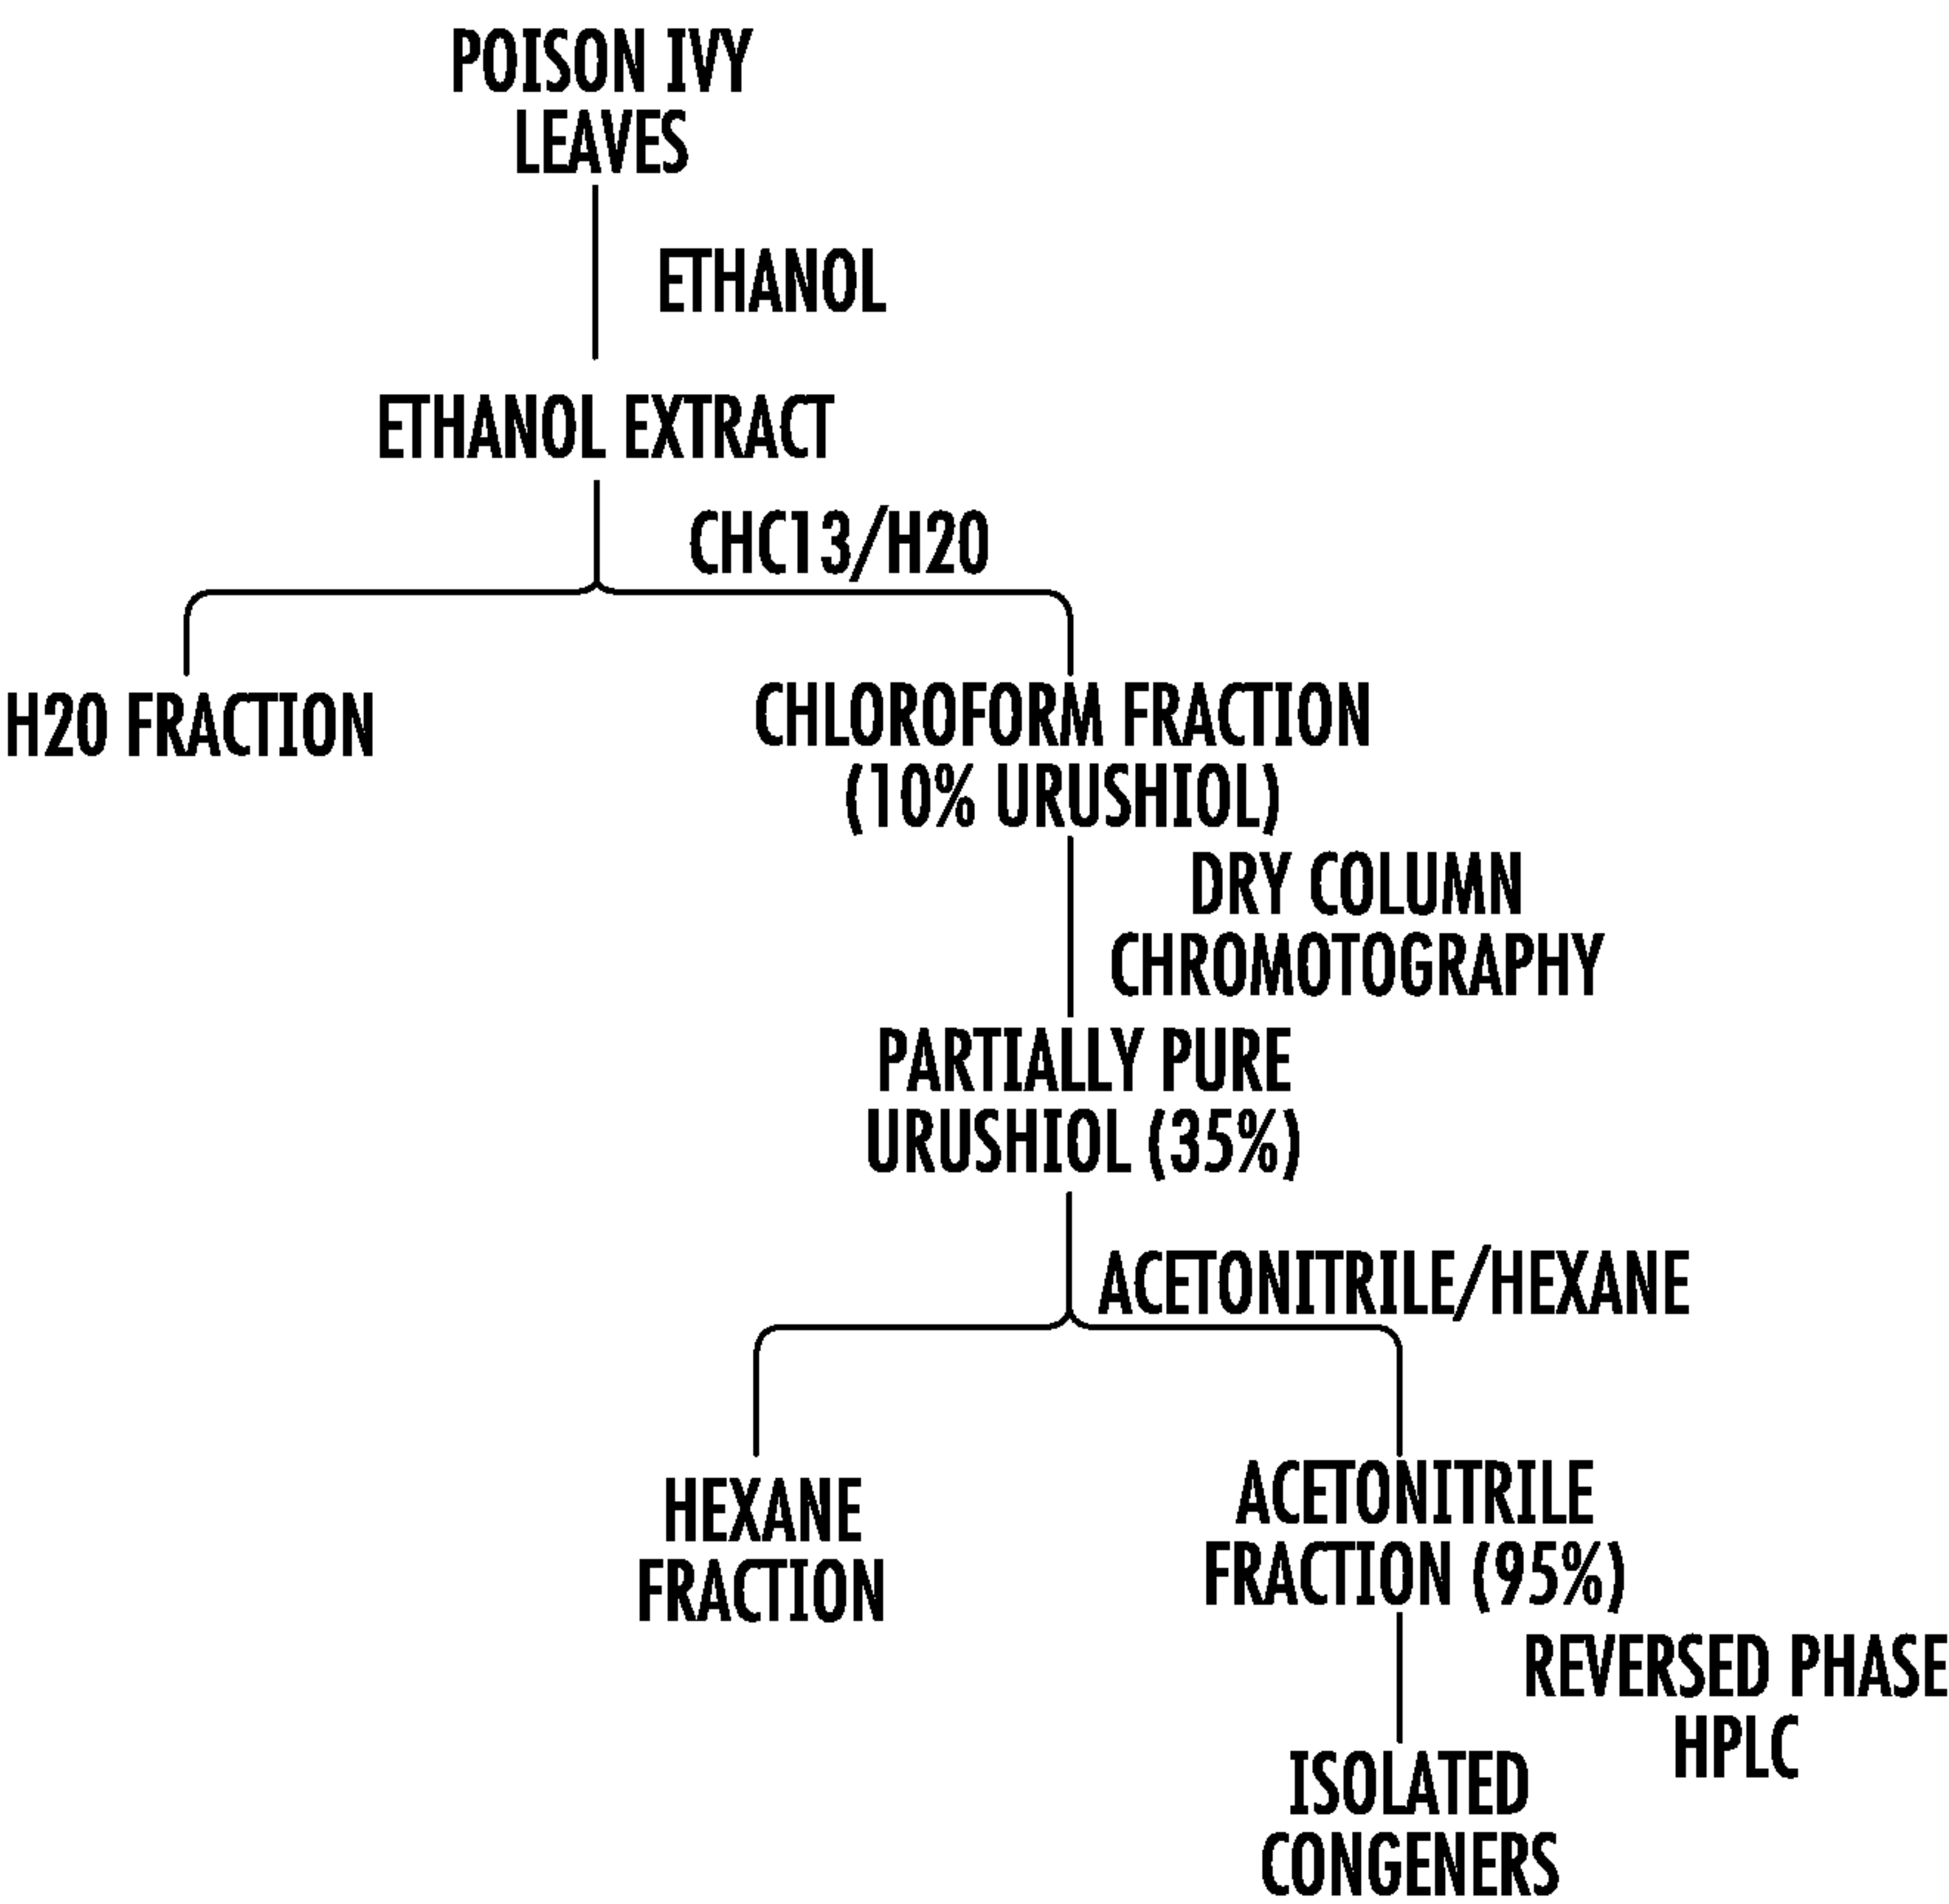 POISON IVY
LEAVES
ETHANOL
ETHANOL EXTRACT
CHC13/H20
H20 FRACTION
CHLOROFORM FRACTION
(10% URUSHIOL)
DRY COLUMN
CHROMOTOGRAPHY
PARTIALLY PURE
URUSHIOL (35%)
ACETONITRILE/HEXANE
HEXANE
FRACTION
ACETONITRILE
FRACTION (95%)
REVERSED PHASE
HPLC
ISOLATED
CONGENERS